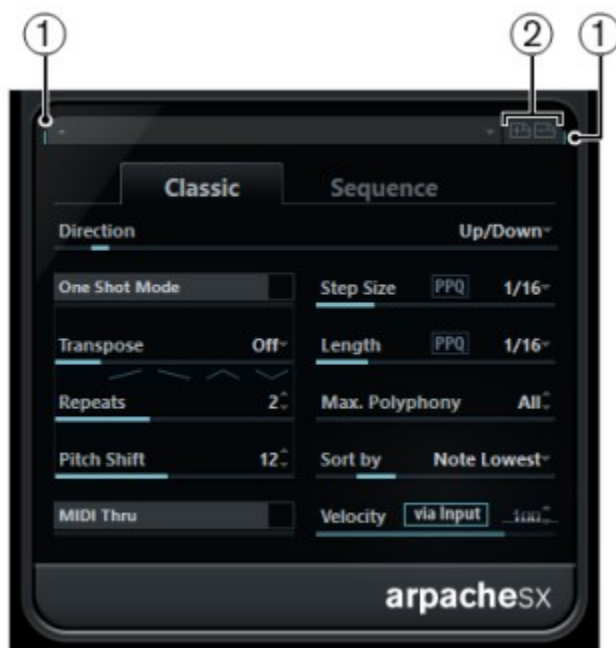 1 2 1
-
Classic Sequence
Direction Up/Down
One Shot Mode Step Size PPQ 1/16
Transpose Off Length PPQ 1/16
Repeats 2 Max. Polyphony All
Pitch Shift 12 Sort by Note Lowest
MIDI Thru Velocity via Input 100
arpachesx